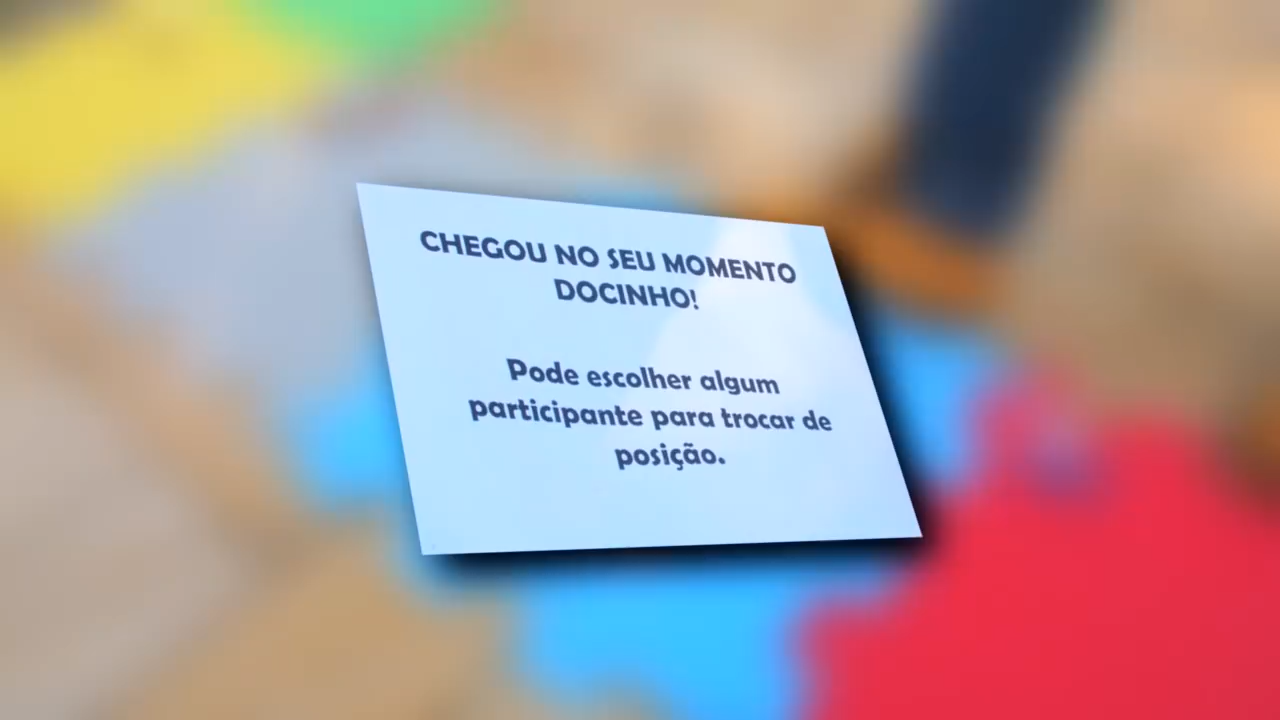 CHEGOU NO SEU MOMENTO
DOCINHO!
Pode escolher algum
participante para trocar de
posição.